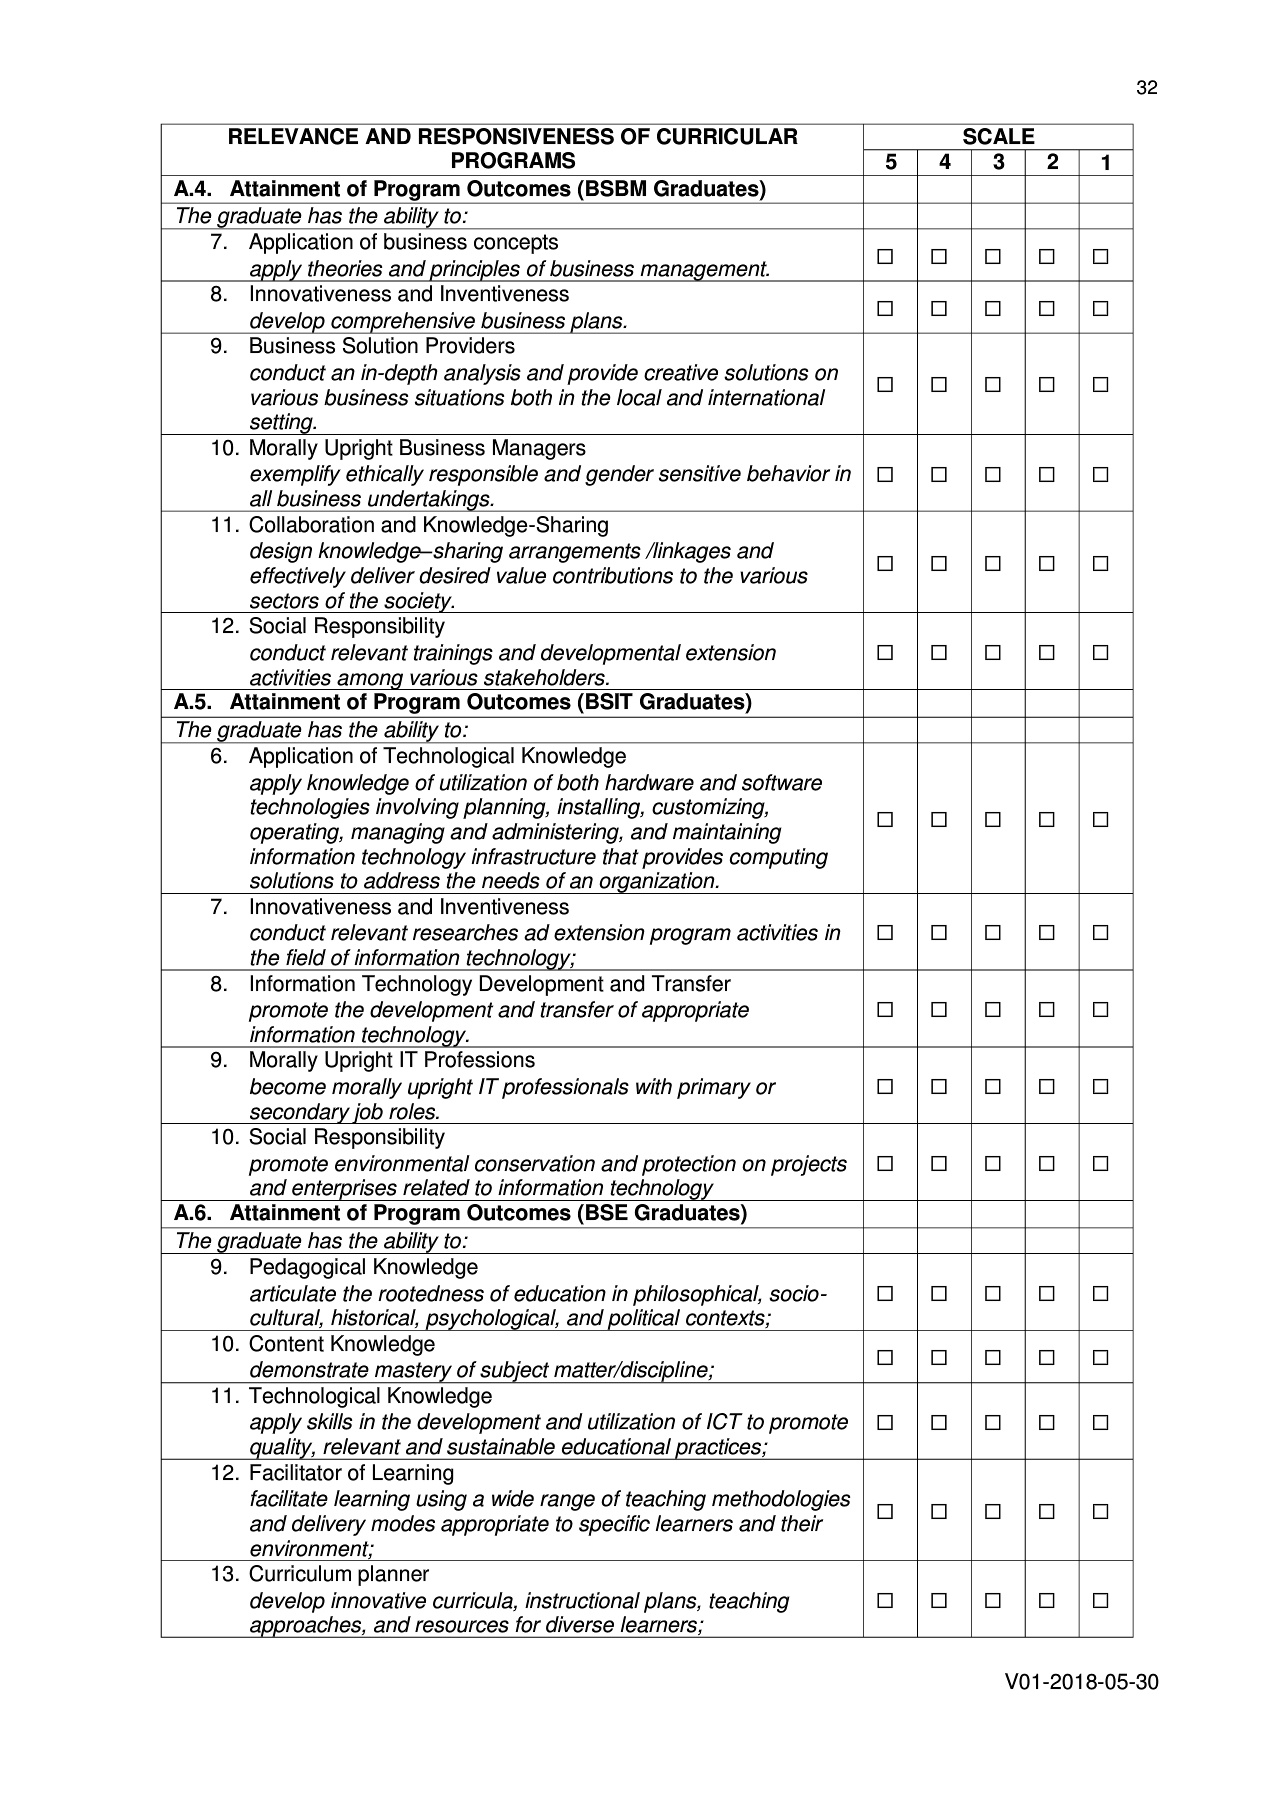 32
RELEVANCE AND RESPONSIVENESS OF CURRICULAR
PROGRAMS
SCALE
5 4 3 2 1
A.4. Attainment of Program Outcomes (BSBM Graduates)
The graduate has the ability to:
7. Application of business concepts
apply theories and principles of business management.
8. Innovativeness and Inventiveness
develop comprehensive business plans.
9. Business Solution Providers
conduct an in-depth analysis and provide creative solutions on
various business situations both in the local and international
setting.
10. Morally Upright Business Managers
exemplify ethically responsible and gender sensitive behavior in
all business undertakings.
11. Collaboration and Knowledge-Sharing
design knowledge–sharing arrangements /linkages and
effectively deliver desired value contributions to the various
sectors of the society.
12. Social Responsibility
conduct relevant trainings and developmental extension
activities among various stakeholders.
A.5. Attainment of Program Outcomes (BSIT Graduates)
The graduate has the ability to:
6. Application of Technological Knowledge
apply knowledge of utilization of both hardware and software
technologies involving planning, installing, customizing,
operating, managing and administering, and maintaining
information technology infrastructure that provides computing
solutions to address the needs of an organization.
7. Innovativeness and Inventiveness
conduct relevant researches ad extension program activities in
the field of information technology;
8. Information Technology Development and Transfer
promote the development and transfer of appropriate
information technology.
9. Morally Upright IT Professions
become morally upright IT professionals with primary or
secondary job roles.
10. Social Responsibility
promote environmental conservation and protection on projects
and enterprises related to information technology
A.6. Attainment of Program Outcomes (BSE Graduates)
The graduate has the ability to:
9. Pedagogical Knowledge
articulate the rootedness of education in philosophical, socio-
cultural, historical, psychological, and political contexts;
10. Content Knowledge
demonstrate mastery of subject matter/discipline;
11. Technological Knowledge
apply skills in the development and utilization of ICT to promote
quality, relevant and sustainable educational practices;
12. Facilitator of Learning
facilitate learning using a wide range of teaching methodologies
and delivery modes appropriate to specific learners and their
environment;
13. Curriculum planner
develop innovative curricula, instructional plans, teaching
approaches, and resources for diverse learners;
V01-2018-05-30